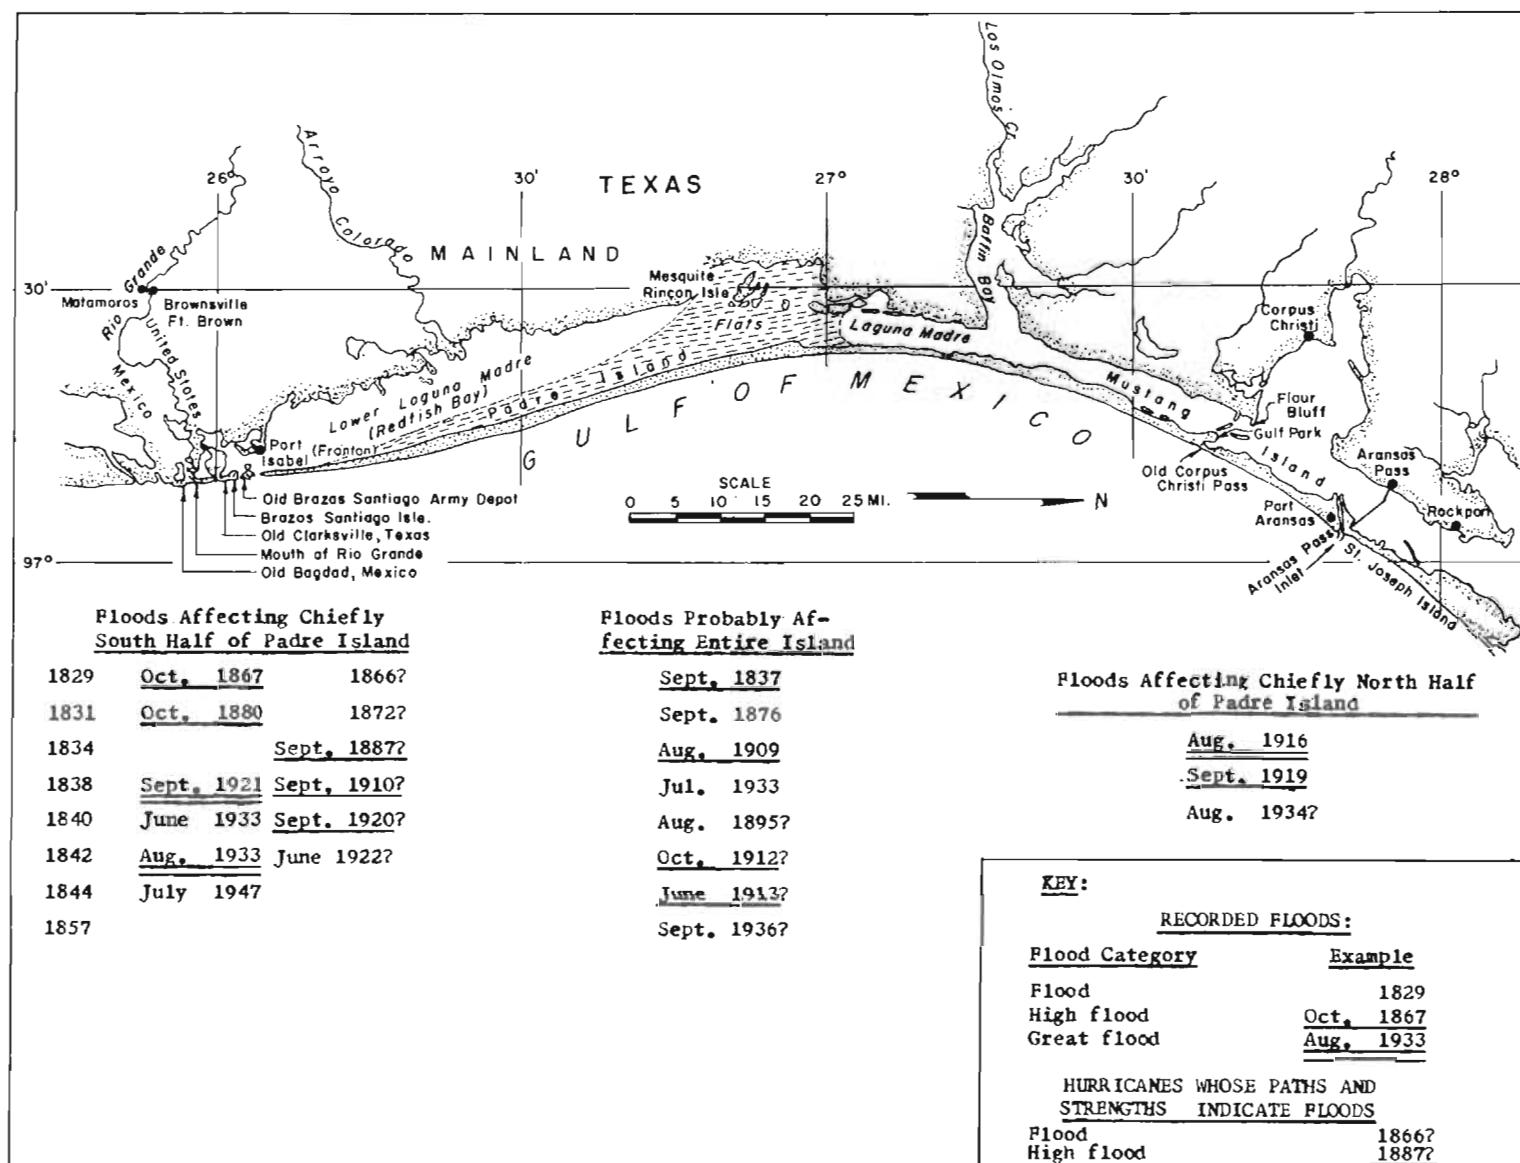 Los Olmos Cr.
26°
30'
TEXAS
27°
30'
28°
Arroyo Colorado
MAINLAND
Baffin Bay
Rio Grande
30'
Matamoros
Brownsville
Ft. Brown
Mesquite
Rincon Isle
Flats
Laguna Madre
Corpus
Christi
United States
Mexico
Lower Laguna Madre
(Redfish Bay)
Padre Island
Mustang
Island
Flour
Bluff
Gulf Park
GULF OF MEXICO
Port
Isabel (Fronton)
Old Corpus
Christi Pass
Aransas
Pass
Rockport
Port
Aransas
Aransas Pass
Inlet
St. Joseph Island
SCALE
0 5 10 15 20 25 MI.
N
Old Brazos Santiago Army Depot
Brazos Santiago Isle.
Old Clarksville, Texas
Mouth of Rio Grande
Old Bagdad, Mexico
97°
Floods Affecting Chiefly
South Half of Padre Island
1829 Oct. 1867 1866?
1831 Oct. 1880 1872?
1834 Sept. 1887?
1838 Sept. 1921 Sept. 1910?
1840 June 1933 Sept. 1920?
1842 Aug. 1933 June 1922?
1844 July 1947
1857
Floods Probably Af-
fecting Entire Island
Sept. 1837
Sept. 1876
Aug. 1909
Jul. 1933
Aug. 1895?
Oct. 1912?
June 1913?
Sept. 1936?
Floods Affecting Chiefly North Half
of Padre Island
Aug. 1916
Sept. 1919
Aug. 1934?
KEY:
RECORDED FLOODS:
Flood Category Example
Flood 1829
High flood Oct. 1867
Great flood Aug. 1933
HURRICANES WHOSE PATHS AND
STRENGTHS INDICATE FLOODS
Flood 1866?
High flood 1887?